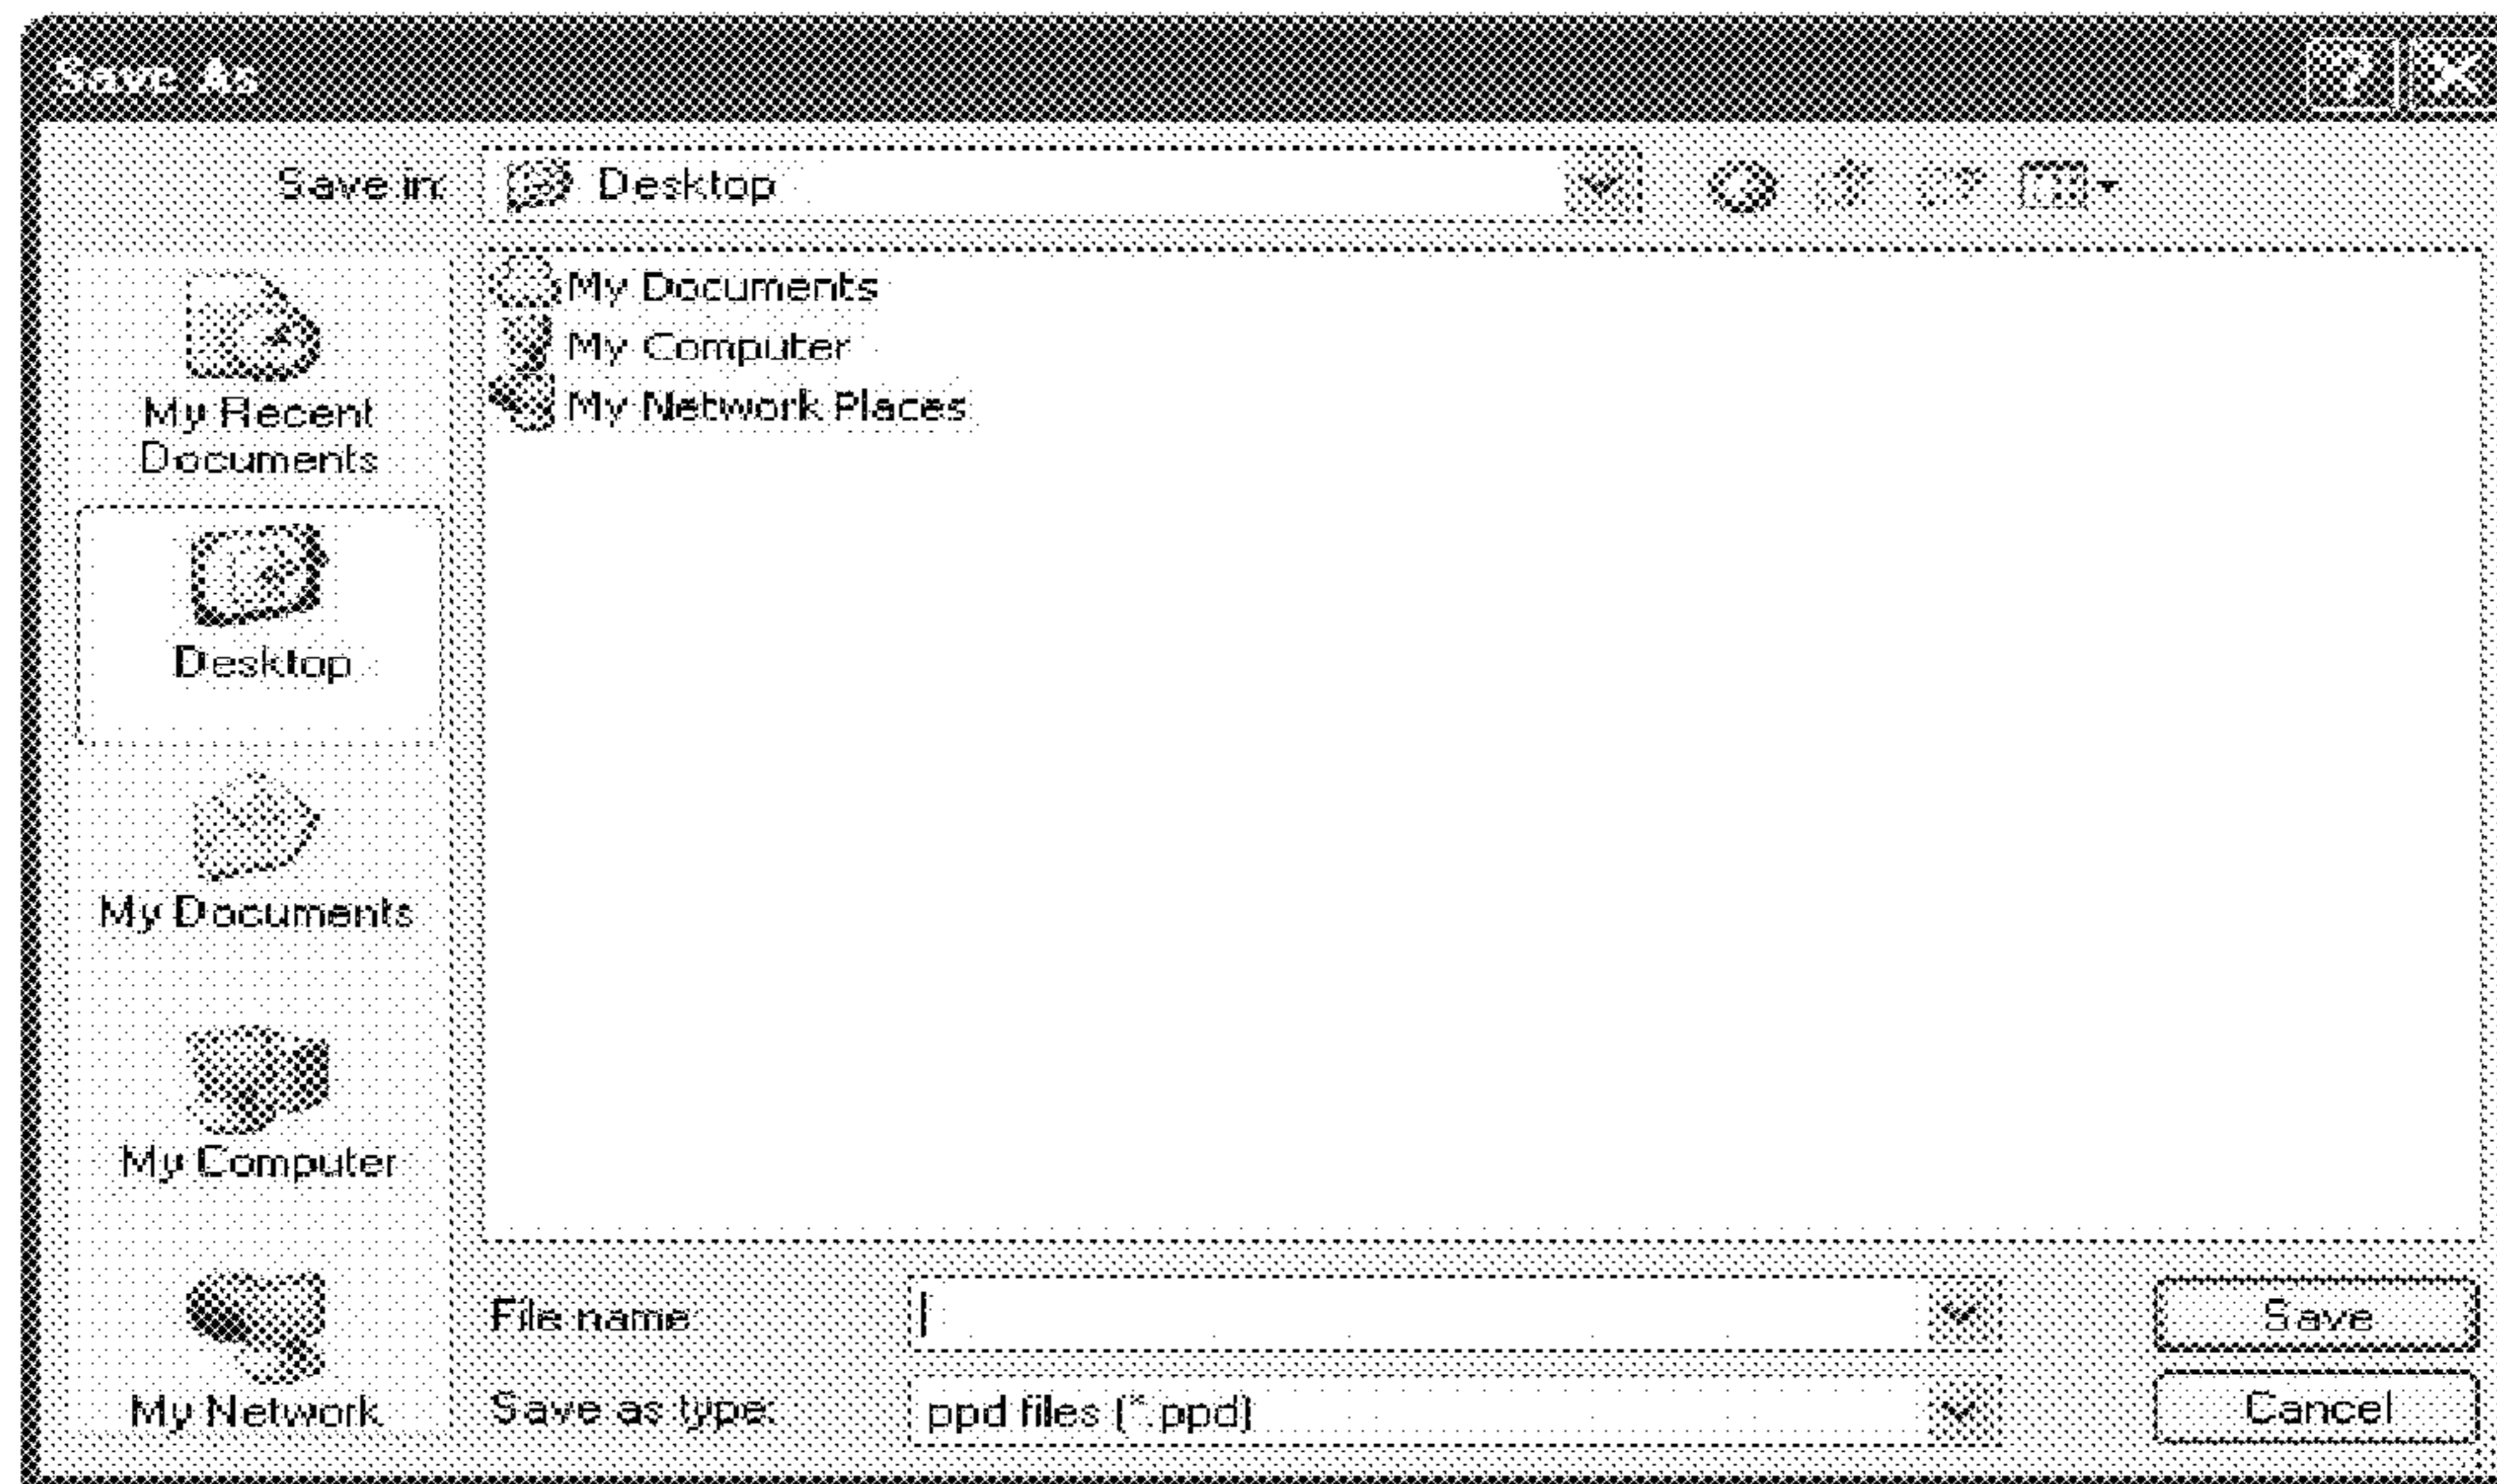 Save As
?
Save in: Desktop
My Documents
My Computer
My Network Places
My Recent
Documents
Desktop
My Documents
My Computer
My Network
File name:
Save
Save as type: ppd files (*.ppd)
Cancel